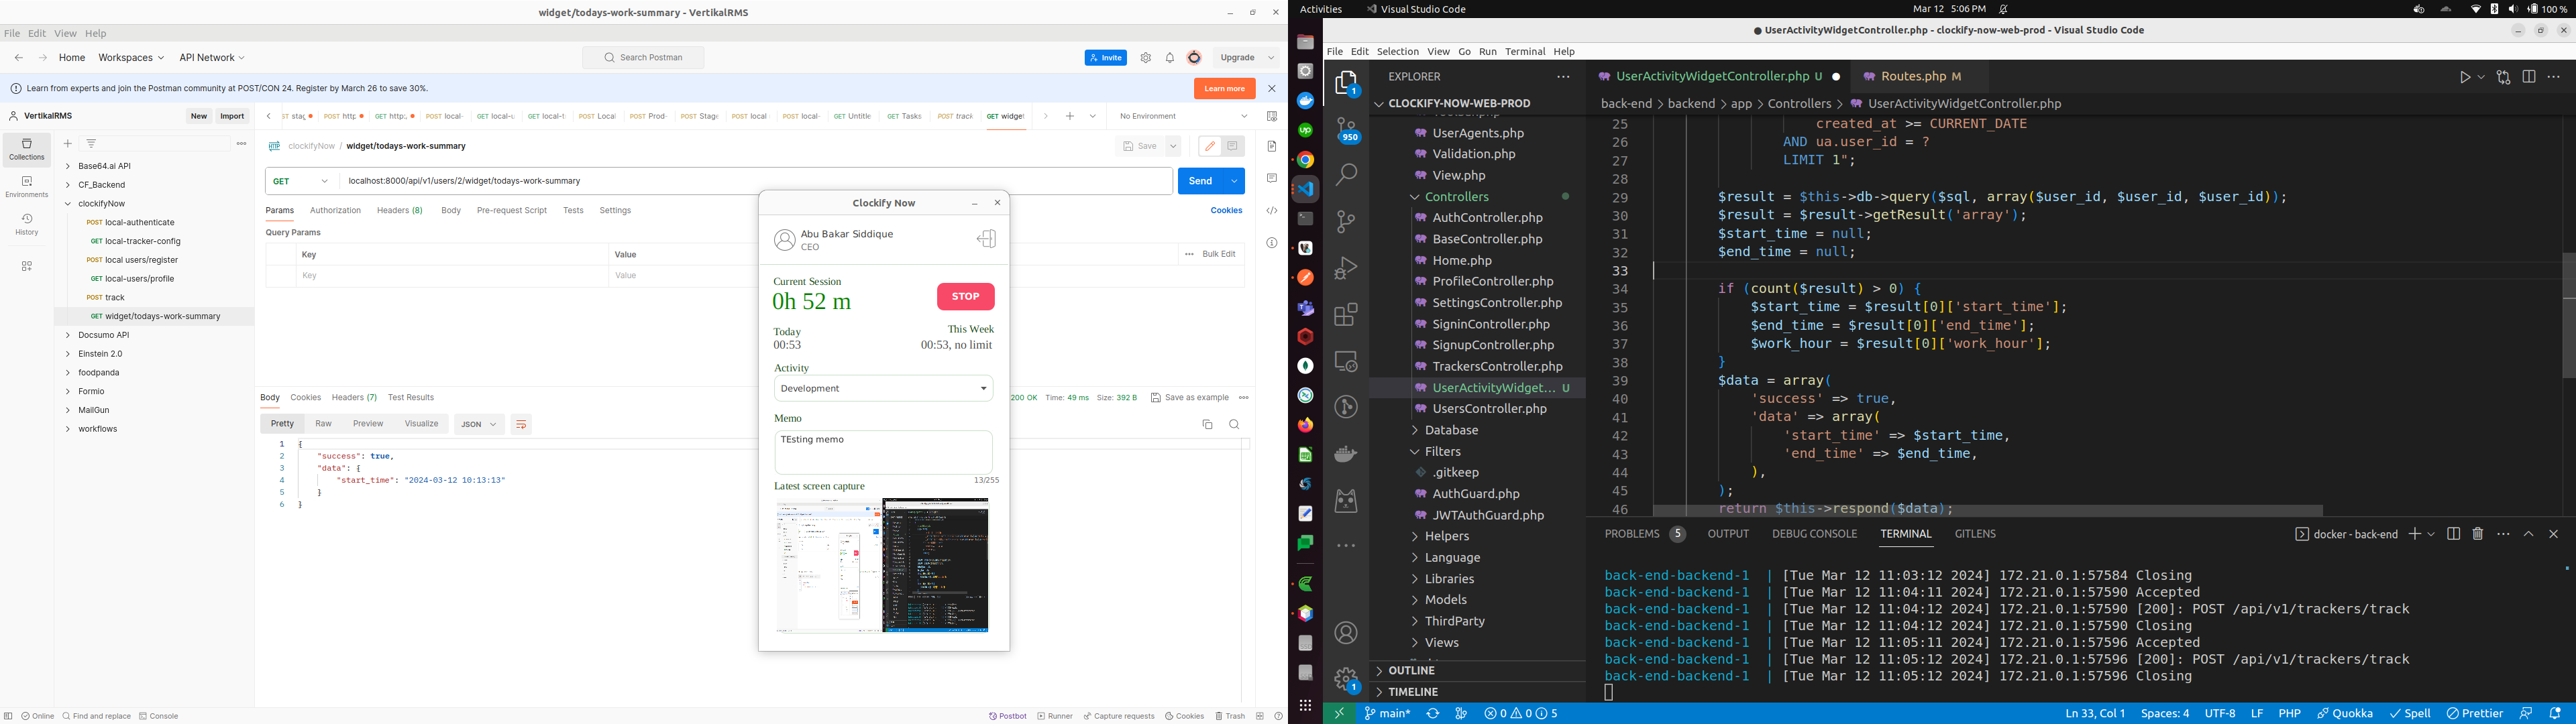 widget/todays-work-summary - VertikalRMS
File Edit View Help
Home Workspaces API Network
Search Postman
Invite
Upgrade
Learn from experts and join the Postman community at POST/CON 24. Register by March 26 to save 30%.
Learn more
VertikalRMS
New Import
POST local-
GET local-u
GET local-t
POST Local
POST Prod-
POST Stage
POST local
POST local-
GET Untitle
GET Tasks
POST track
GET widget
No Environment
Collections
Environments
History
Base64.ai API
CF_Backend
clockifyNow
POST local-authenticate
GET local-tracker-config
POST local users/register
GET local-users/profile
POST track
GET widget/todays-work-summary
Docsumo API
Einstein 2.0
foodpanda
Formio
MailGun
workflows
clockifyNow / widget/todays-work-summary
Save
GET localhost:8000/api/v1/users/2/widget/todays-work-summary
Send
Params Authorization Headers (8) Body Pre-request Script Tests Settings
Cookies
Query Params
Key Value
Bulk Edit
Key Value
Body Cookies Headers (7) Test Results
200 OK Time: 49 ms Size: 392 B Save as example
Pretty Raw Preview Visualize JSON
1 {
2 "success": true,
3 "data": {
4 "start_time": "2024-03-12 10:13:13"
5 }
6 }
Online Find and replace Console
Postbot Runner Capture requests Cookies Trash
Clockify Now
Abu Bakar Siddique
CEO
Current Session
0h 52 m
STOP
Today This Week
00:53 00:53, no limit
Activity
Development
Memo
TEsting memo
13/255
Latest screen capture
Activities Visual Studio Code
Mar 12 5:06 PM
100 %
UserActivityWidgetController.php - clockify-now-web-prod - Visual Studio Code
File Edit Selection View Go Run Terminal Help
EXPLORER
CLOCKIFY-NOW-WEB-PROD
UserAgents.php
Validation.php
View.php
Controllers
AuthController.php
BaseController.php
Home.php
ProfileController.php
SettingsController.php
SigninController.php
SignupController.php
TrackersController.php
UserActivityWidget... U
UsersController.php
Database
Filters
.gitkeep
AuthGuard.php
JWTAuthGuard.php
Helpers
Language
Libraries
Models
ThirdParty
Views
OUTLINE
TIMELINE
1
950
1
UserActivityWidgetController.php U
Routes.php M
back-end > backend > app > Controllers > UserActivityWidgetController.php
25 created_at >= CURRENT_DATE
26 AND ua.user_id = ?
27 LIMIT 1";
28
29 $result = $this->db->query($sql, array($user_id, $user_id, $user_id));
30 $result = $result->getResult('array');
31 $start_time = null;
32 $end_time = null;
33
34 if (count($result) > 0) {
35 $start_time = $result[0]['start_time'];
36 $end_time = $result[0]['end_time'];
37 $work_hour = $result[0]['work_hour'];
38 }
39 $data = array(
40 'success' => true,
41 'data' => array(
42 'start_time' => $start_time,
43 'end_time' => $end_time,
44 ),
45 );
46 return $this->respond($data);
PROBLEMS 5 OUTPUT DEBUG CONSOLE TERMINAL GITLENS
docker - back-end
back-end-backend-1 | [Tue Mar 12 11:03:12 2024] 172.21.0.1:57584 Closing
back-end-backend-1 | [Tue Mar 12 11:04:11 2024] 172.21.0.1:57590 Accepted
back-end-backend-1 | [Tue Mar 12 11:04:12 2024] 172.21.0.1:57590 [200]: POST /api/v1/trackers/track
back-end-backend-1 | [Tue Mar 12 11:04:12 2024] 172.21.0.1:57590 Closing
back-end-backend-1 | [Tue Mar 12 11:05:11 2024] 172.21.0.1:57596 Accepted
back-end-backend-1 | [Tue Mar 12 11:05:12 2024] 172.21.0.1:57596 [200]: POST /api/v1/trackers/track
back-end-backend-1 | [Tue Mar 12 11:05:12 2024] 172.21.0.1:57596 Closing
main* 0 0 5
Ln 33, Col 1 Spaces: 4 UTF-8 LF PHP Quokka Spell Prettier